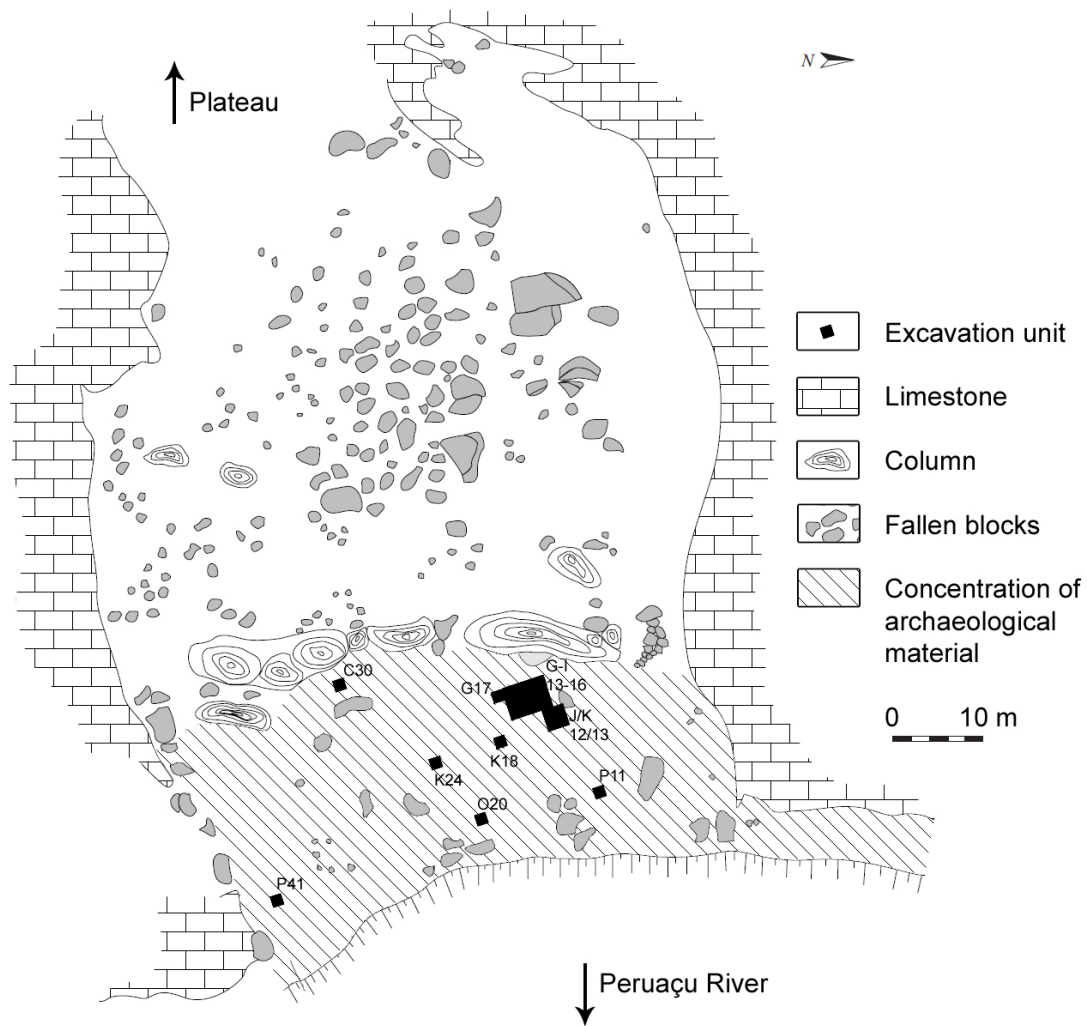 N
Plateau
Excavation unit
Limestone
Column
Fallen blocks
Concentration of
archaeological
material
0 10 m
C30
G17
G-I
13-16
J/K
12/13
K18
K24
P11
O20
P41
Peruaçu River